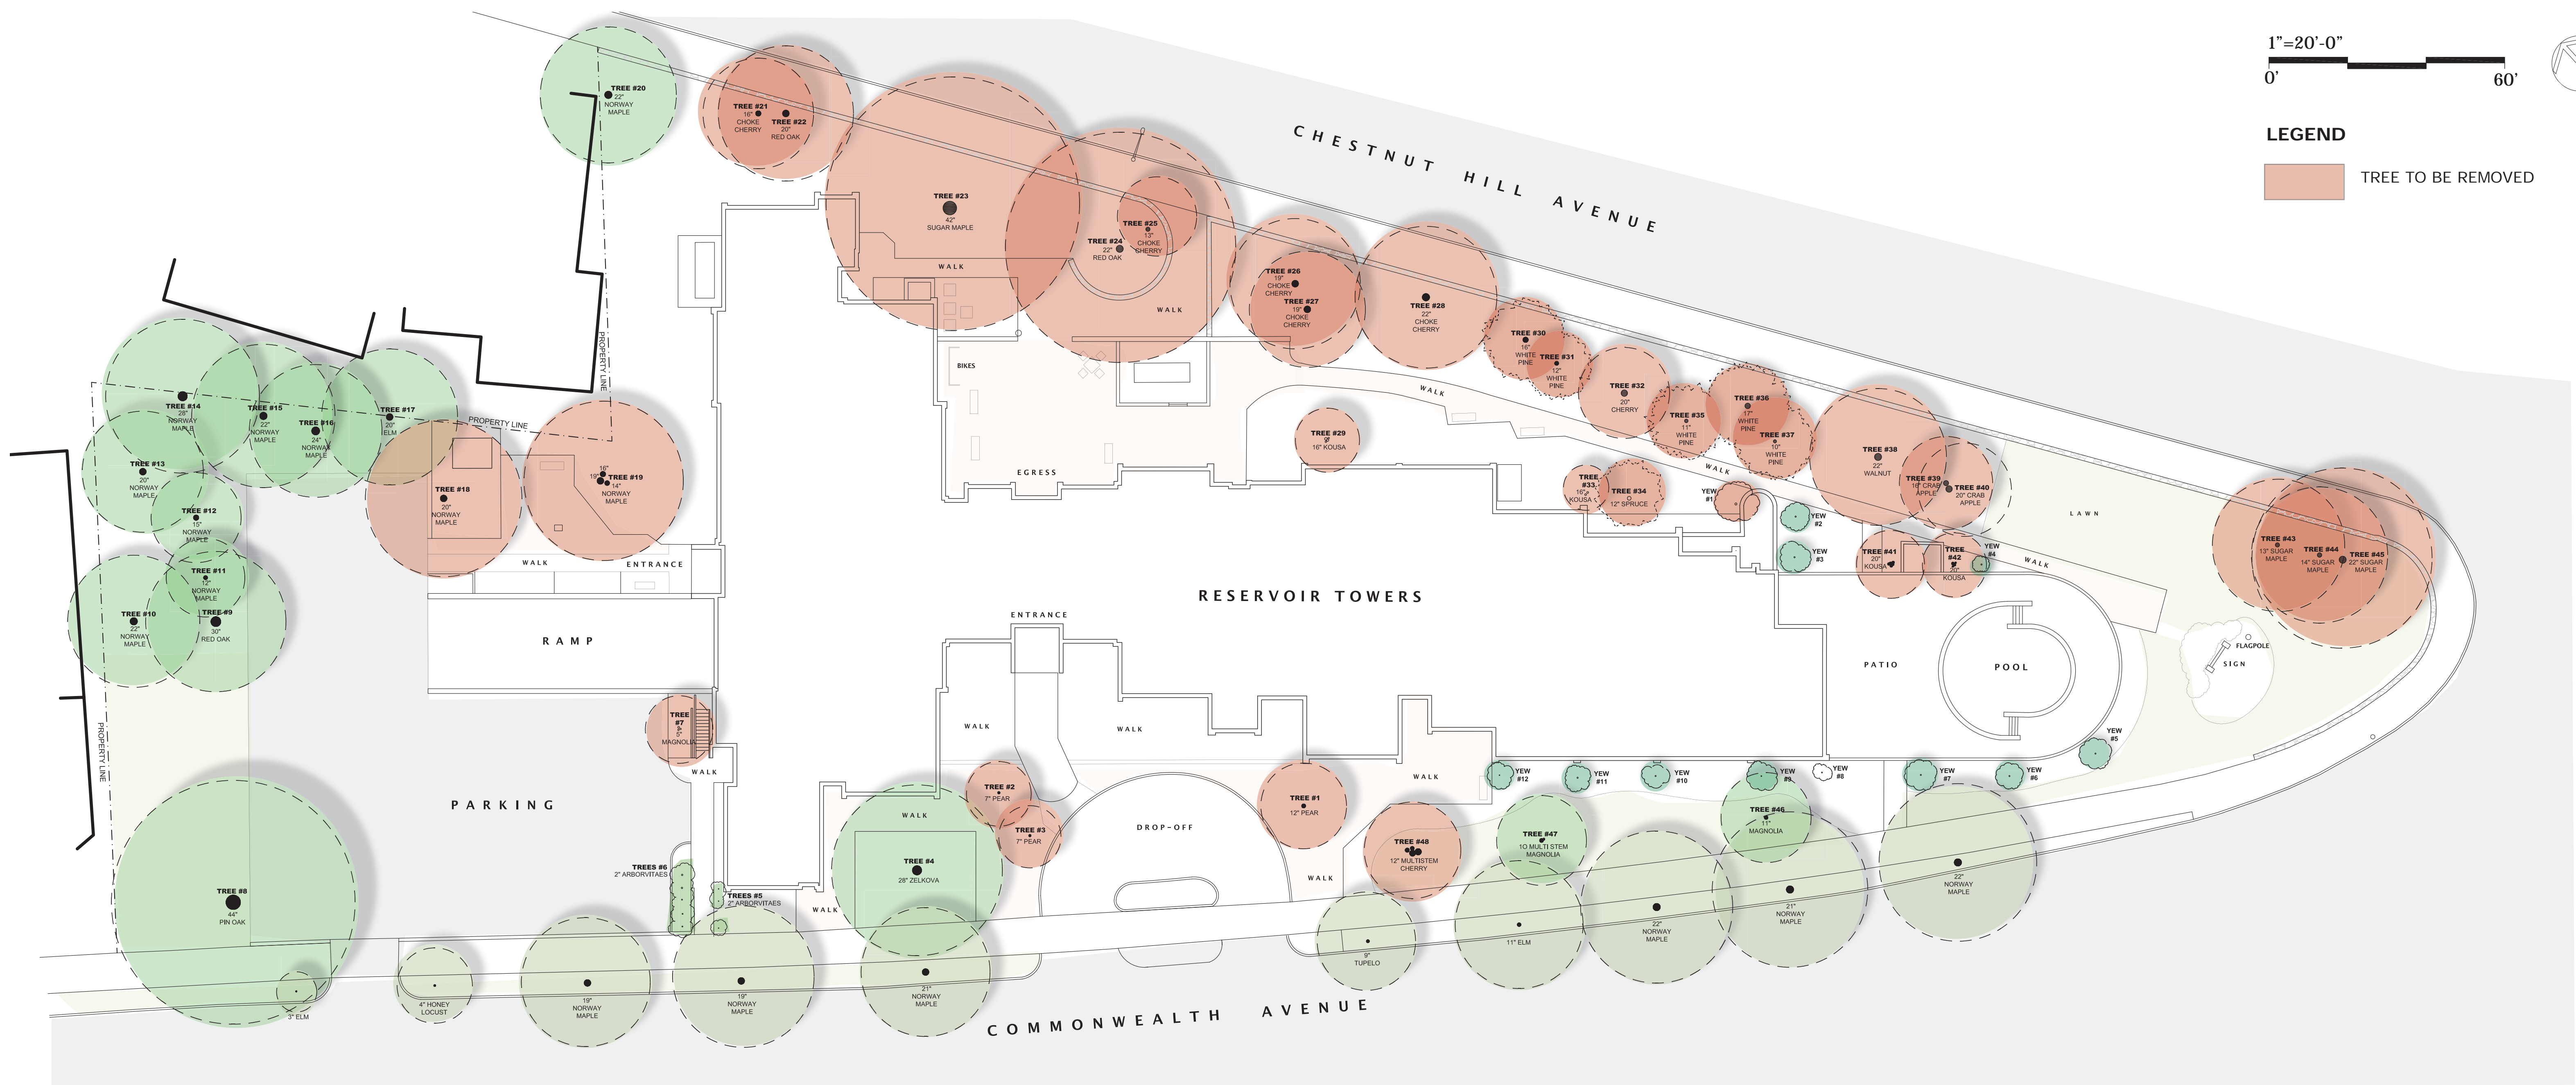 1"=20'-0"
0'
60'
LEGEND
TREE TO BE REMOVED
CHESTNUT HILL AVENUE
TREE #20
22"
NORWAY
MAPLE
TREE #21
16"
CHOKE
CHERRY
TREE #22
20"
RED OAK
TREE #23
42"
SUGAR MAPLE
TREE #24
22"
RED OAK
TREE #25
13"
CHOKE
CHERRY
WALK
WALK
TREE #26
19"
CHOKE
CHERRY
TREE #27
19"
CHOKE
CHERRY
TREE #28
22"
CHOKE
CHERRY
TREE #30
16"
WHITE
PINE
TREE #31
12"
WHITE
PINE
TREE #32
20"
CHERRY
TREE #35
11"
WHITE
PINE
TREE #36
17"
WHITE
PINE
TREE #37
10"
WHITE
PINE
TREE #38
22"
WALNUT
TREE #39
16" CRAB
APPLE
TREE #40
20" CRAB
APPLE
LAWN
BIKES
WALK
TREE #29
16" KOUSA
EGRESS
WALK
TREE
#33
16"
KOUSA
TREE #34
12" SPRUCE
YEW
#1
YEW
#2
YEW
#3
TREE #41
20"
KOUSA
TREE
#42
20"
KOUSA
YEW
#4
WALK
TREE #43
13" SUGAR
MAPLE
TREE #44
14" SUGAR
MAPLE
TREE #45
22" SUGAR
MAPLE
PROPERTY LINE
PROPERTY LINE
TREE #14
28"
NORWAY
MAPLE
TREE #15
22"
NORWAY
MAPLE
TREE #16
24"
NORWAY
MAPLE
TREE #17
20"
ELM
TREE #13
20"
NORWAY
MAPLE
TREE #12
15"
NORWAY
MAPLE
TREE #18
20"
NORWAY
MAPLE
16"
19"
TREE #19
14"
NORWAY
MAPLE
TREE #11
12"
NORWAY
MAPLE
TREE #10
22"
NORWAY
MAPLE
TREE #9
30"
RED OAK
WALK
ENTRANCE
RAMP
RESERVOIR TOWERS
ENTRANCE
PATIO
POOL
FLAGPOLE
SIGN
PROPERTY LINE
TREE
#7
5"
MAGNOLIA
WALK
WALK
WALK
PARKING
TREE #2
7" PEAR
TREE #3
7" PEAR
WALK
TREE #4
28" ZELKOVA
DROP-OFF
TREE #1
12" PEAR
WALK
TREE #48
12" MULTISTEM
CHERRY
WALK
YEW
#12
YEW
#11
YEW
#10
YEW
#9
YEW
#8
YEW
#7
YEW
#6
YEW
#5
TREE #47
10 MULTI STEM
MAGNOLIA
TREE #46
11"
MAGNOLIA
TREES #6
2" ARBORVITAES
TREES #5
2" ARBORVITAES
WALK
TREE #8
44"
PIN OAK
3" ELM
4" HONEY
LOCUST
19"
NORWAY
MAPLE
19"
NORWAY
MAPLE
21"
NORWAY
MAPLE
9"
TUPELO
11" ELM
22"
NORWAY
MAPLE
21"
NORWAY
MAPLE
22"
NORWAY
MAPLE
COMMONWEALTH AVENUE